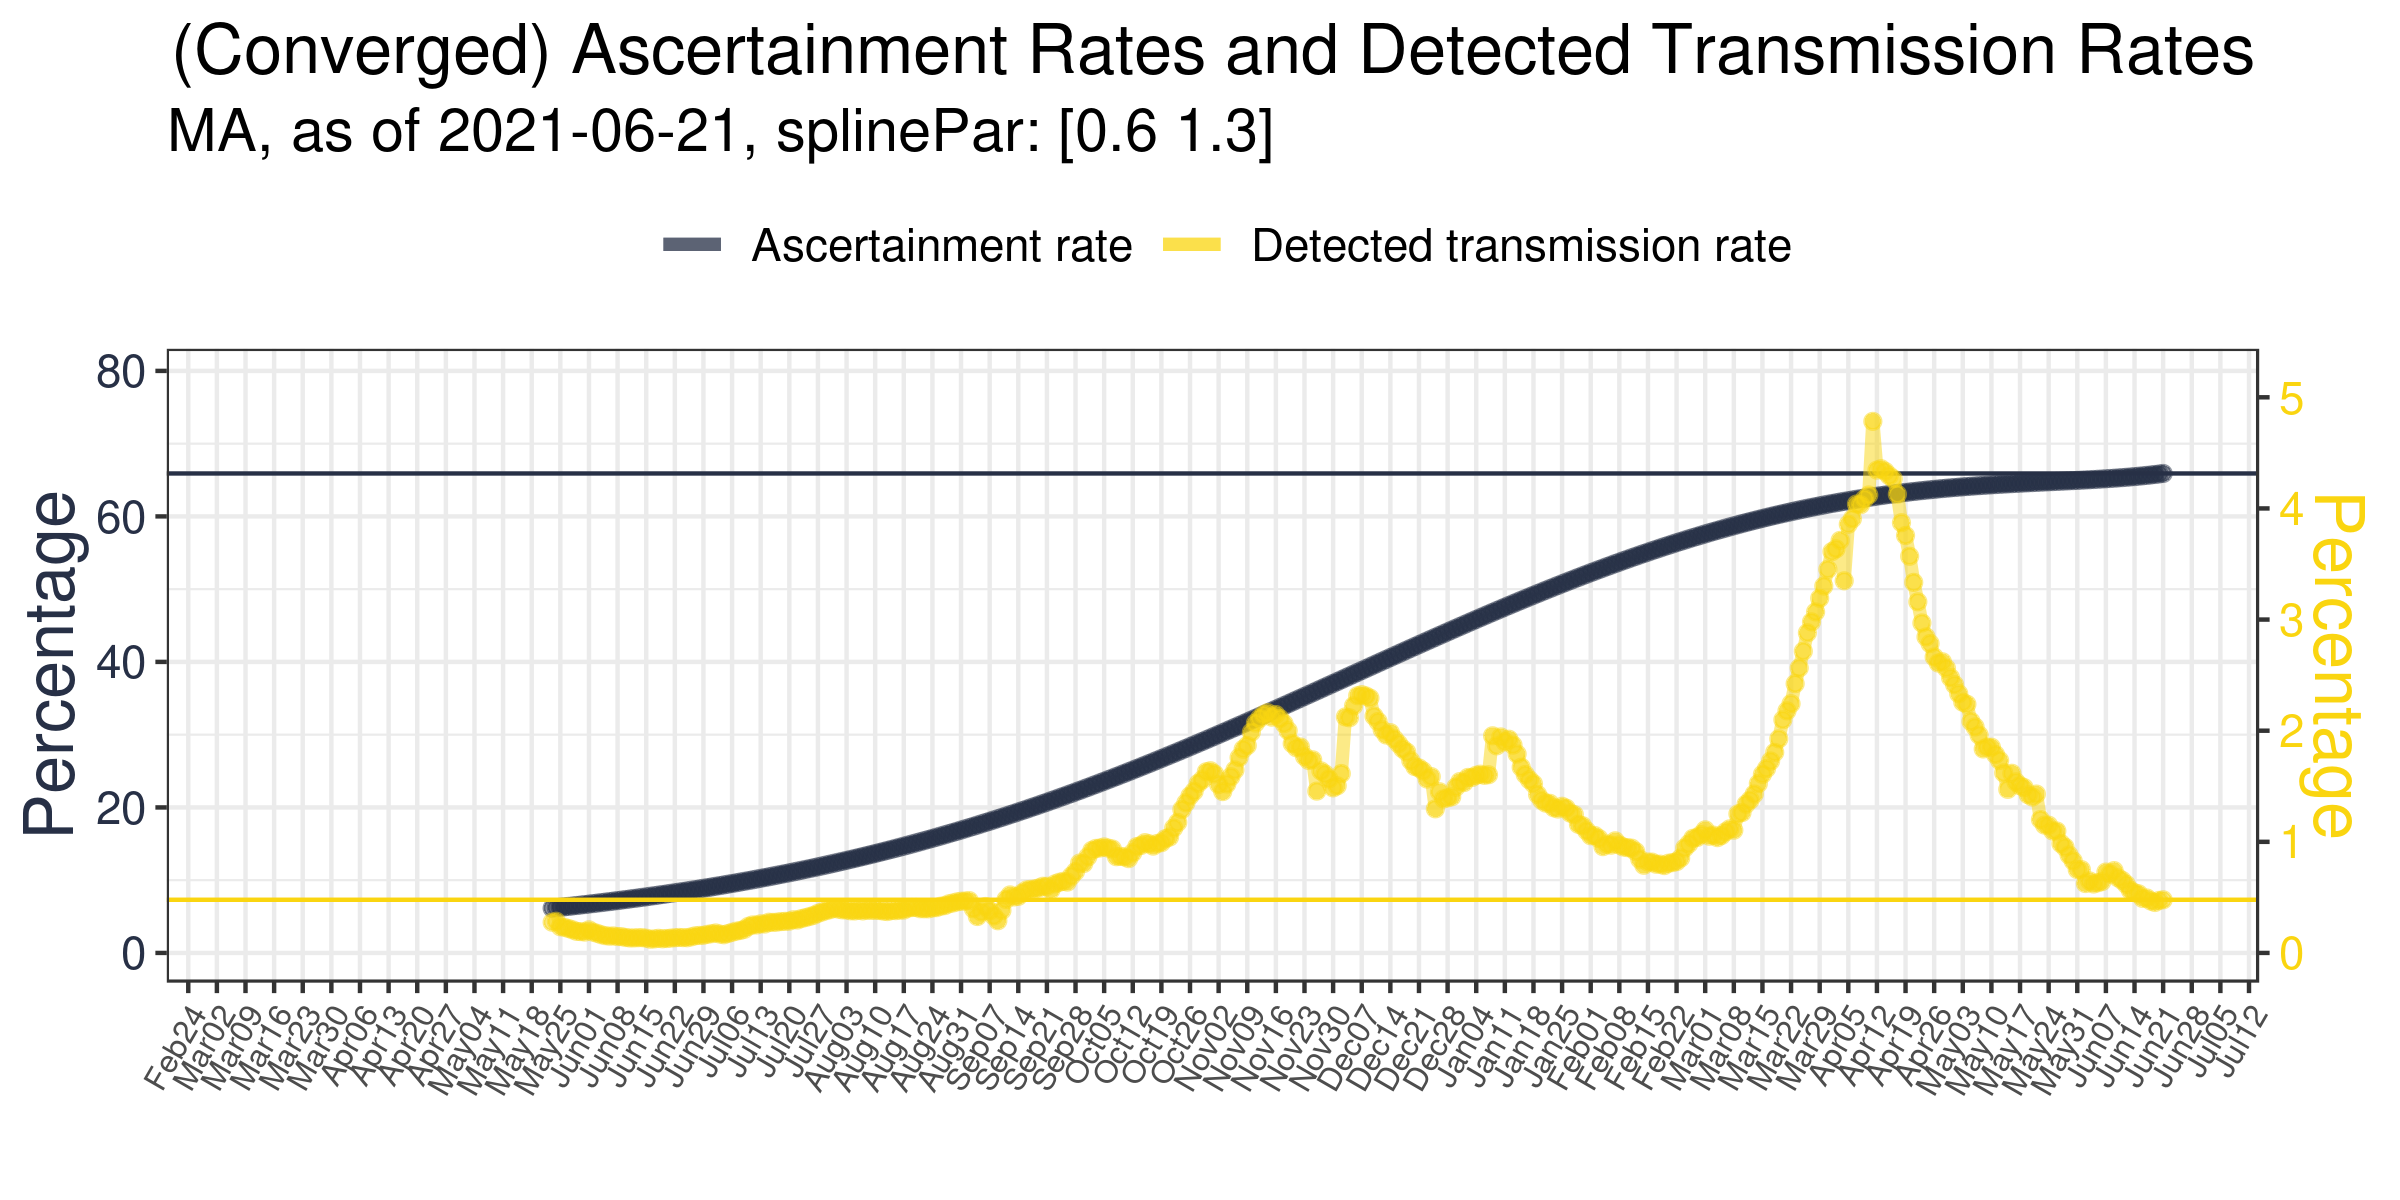 (Converged) Ascertainment Rates and Detected Transmission Rates
MA, as of 2021-06-21, splinePar: [0.6 1.3]
Ascertainment rate
Detected transmission rate
Percentage
80
60
40
20
0
5
4
3
2
1
0
Percentage
Feb24
Mar02
Mar09
Mar16
Mar23
Mar30
Apr06
Apr13
Apr20
Apr27
May04
May11
May18
May25
Jun01
Jun08
Jun15
Jun22
Jun29
Jul06
Jul13
Jul20
Jul27
Aug03
Aug10
Aug17
Aug24
Aug31
Sep07
Sep14
Sep21
Sep28
Oct05
Oct12
Oct19
Oct26
Nov02
Nov09
Nov16
Nov23
Nov30
Dec07
Dec14
Dec21
Dec28
Jan04
Jan11
Jan18
Jan25
Feb01
Feb08
Feb15
Feb22
Mar01
Mar08
Mar15
Mar22
Mar29
Apr05
Apr12
Apr19
Apr26
May03
May10
May17
May24
May31
Jun07
Jun14
Jun21
Jun28
Jul05
Jul12